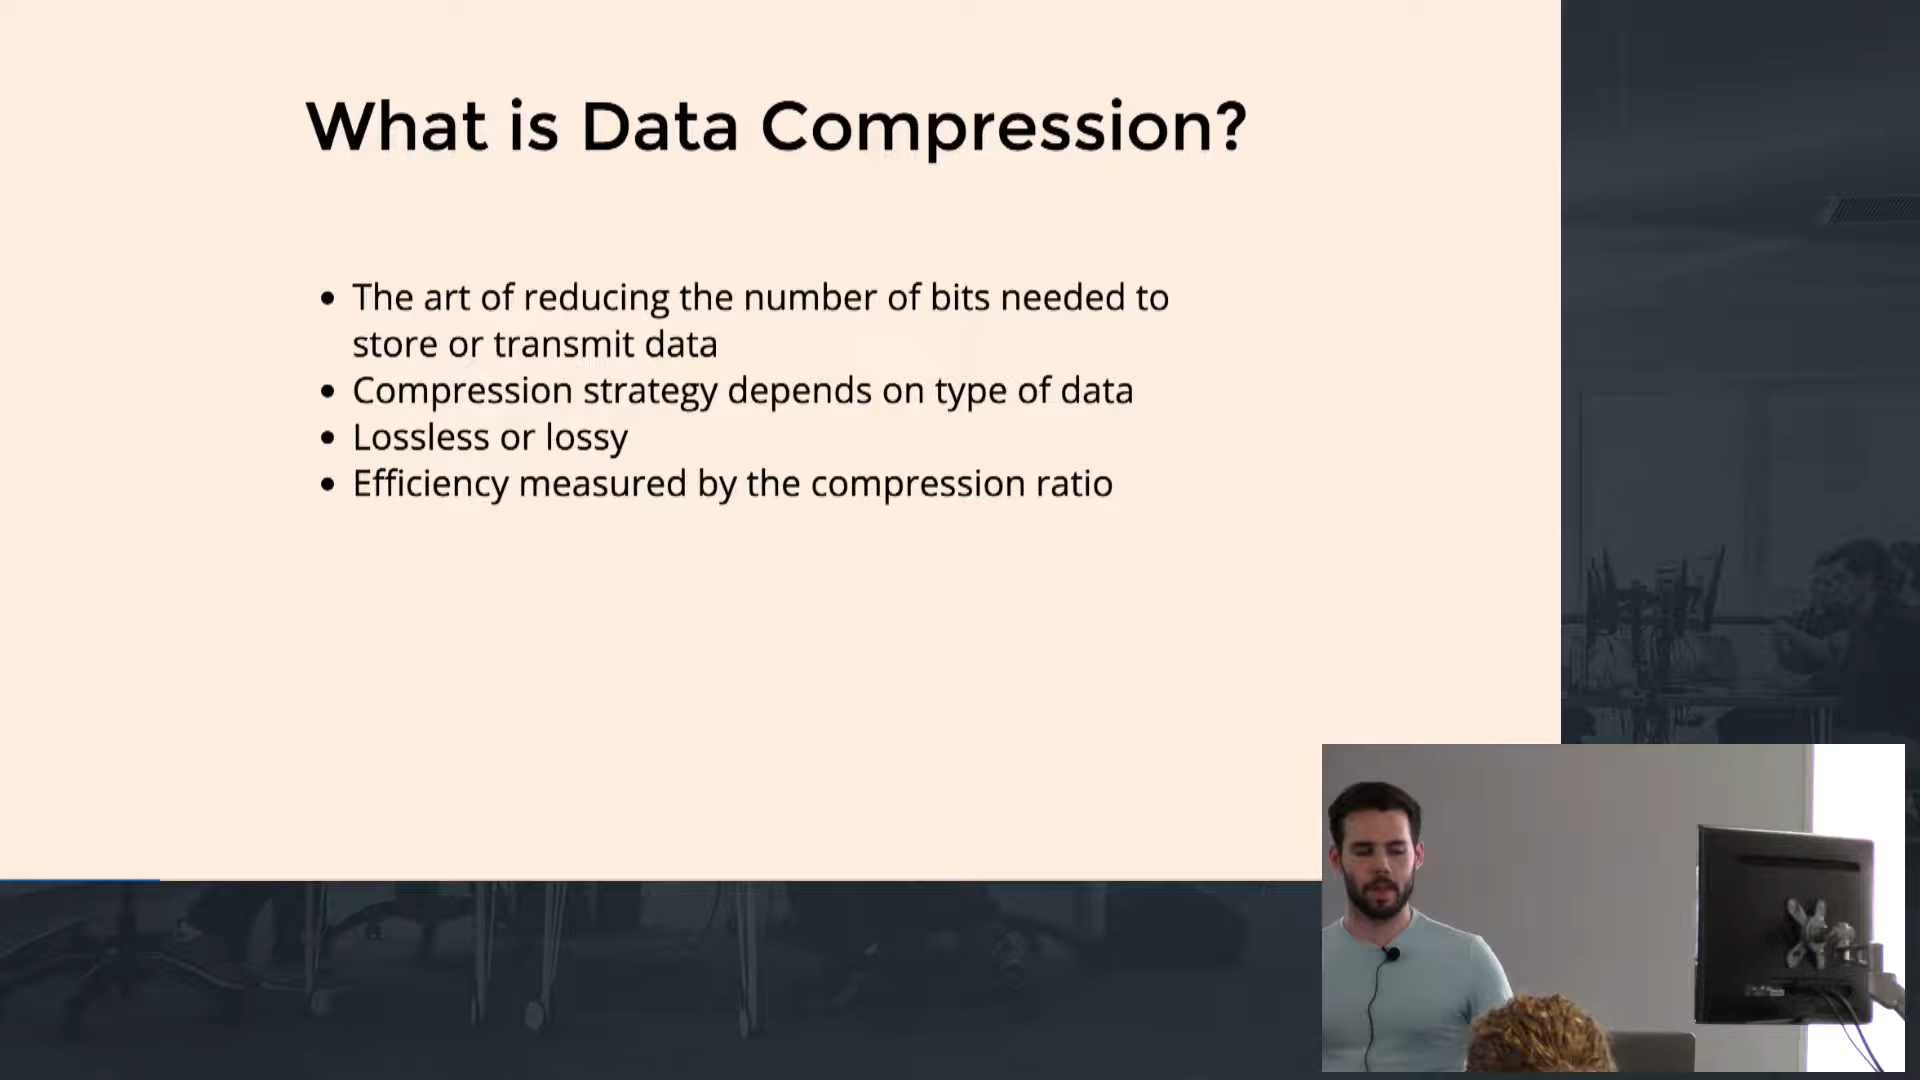 What is Data Compression?
• The art of reducing the number of bits needed to
store or transmit data
• Compression strategy depends on type of data
• Lossless or lossy
• Efficiency measured by the compression ratio